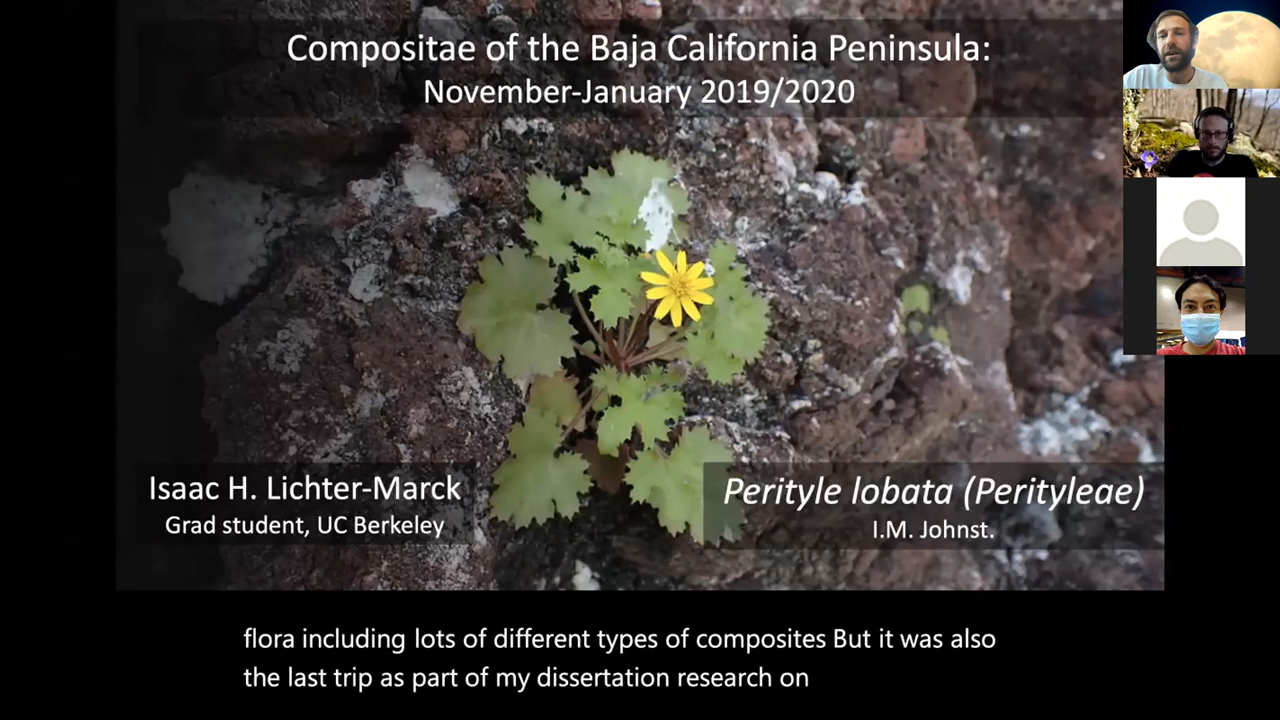 Compositae of the Baja California Peninsula:
November-January 2019/2020
Isaac H. Lichter-Marck
Grad student, UC Berkeley
Perityle lobata (Perityleae)
I.M. Johnst.
flora including lots of different types of composites But it was also
the last trip as part of my dissertation research on